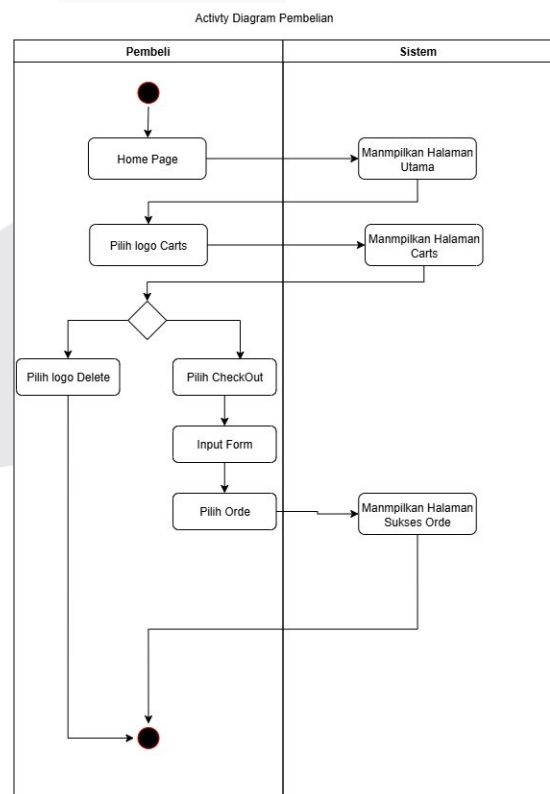 Activty Diagram Pembelian
Pembeli
Sistem
Home Page
Manmpilkan Halaman
Utama
Pilih logo Carts
Manmpilkan Halaman
Carts
Pilih logo Delete
Pilih CheckOut
Input Form
Pilih Orde
Manmpilkan Halaman
Sukses Orde